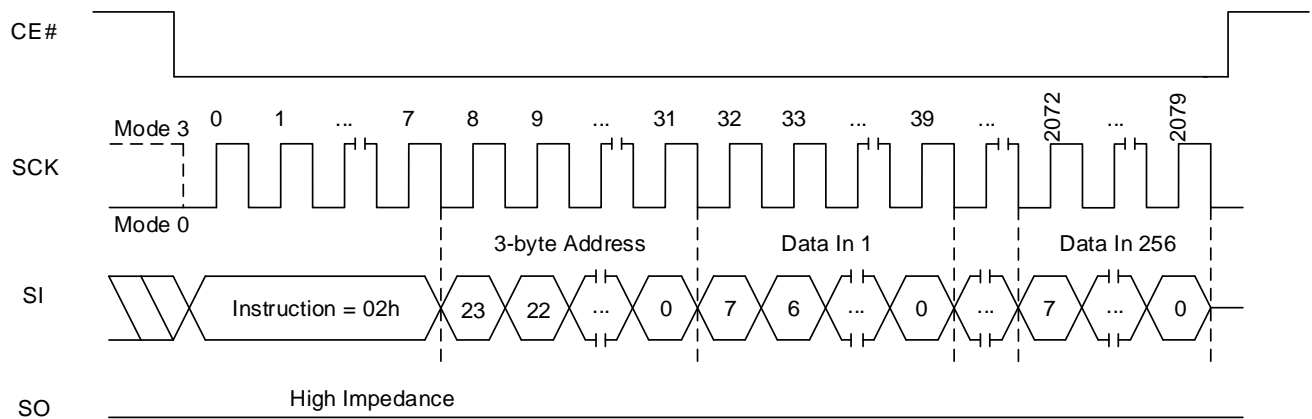 CE#
0 1 ... 7 8 9 ... 31 32 33 ... 39 ... 2072 ... 2079
Mode 3
SCK
Mode 0
3-byte Address Data In 1 Data In 256
SI Instruction = 02h 23 22 ... 0 7 6 ... 0 ... 7 ... 0
High Impedance
SO